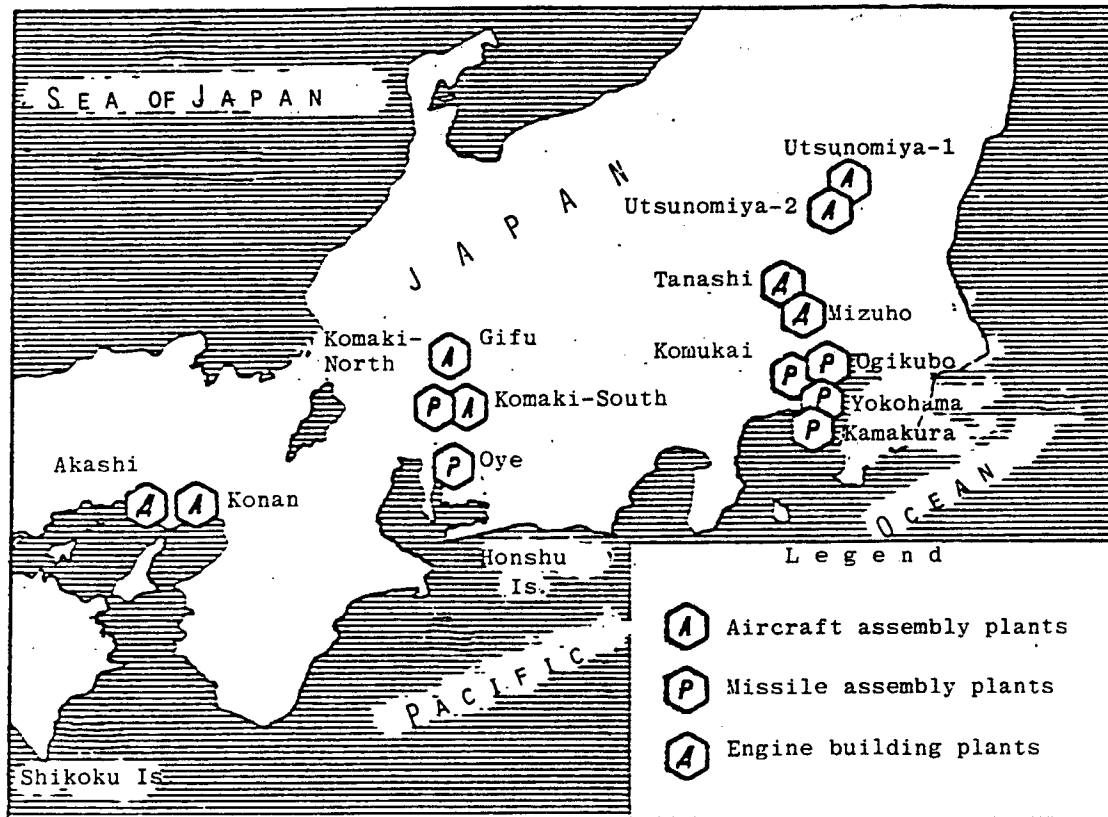 SEA OF JAPAN
JAPAN
Utsunomiya-1
А
Utsunomiya-2 А
Tanashi Д
Д Mizuho
Komaki-
North
А Gifu
Komukai Р Р Ogikubo
Р А Komaki-South
Р Yokohama
Р Kamakura
Р Oye
Akashi
Д А Konan
OCEAN
Honshu
Is.
PACIFIC
Shikoku Is
Legend
А Aircraft assembly plants
Р Missile assembly plants
Д Engine building plants